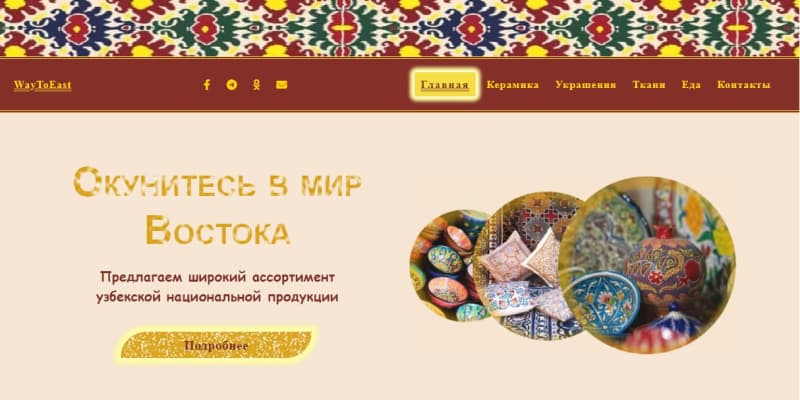 WayToEast
Главная Керамика Украшения Ткани Еда Контакты
Окунитесь в мир
Востока
Предлагаем широкий ассортимент
узбекской национальной продукции
Подробнее